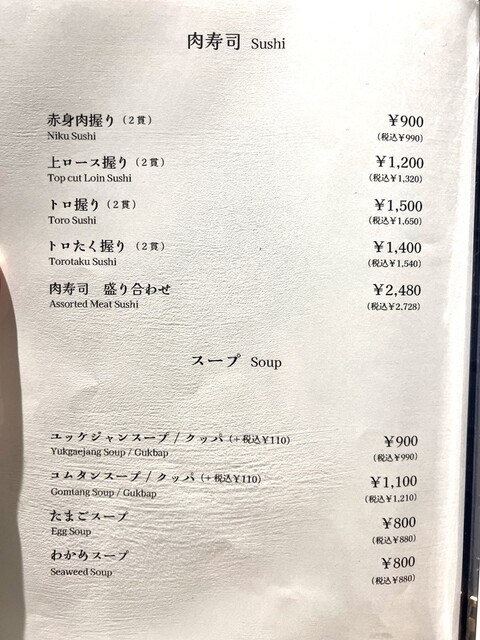 肉寿司 Sushi
赤身肉握り(2貫) ¥900
Niku Sushi (税込¥990)
上ロース握り(2貫) ¥1,200
Top cut Loin Sushi (税込¥1,320)
トロ握り(2貫) ¥1,500
Toro Sushi (税込¥1,650)
トロたく握り(2貫) ¥1,400
Torotaku Sushi (税込¥1,540)
肉寿司 盛り合わせ ¥2,480
Assorted Meat Sushi (税込¥2,728)
スープ Soup
ユッケジャンスープ / クッパ(+税込¥110) ¥900
Yukgaejang Soup / Gukbap (税込¥990)
コムタンスープ / クッパ(+税込¥110) ¥1,100
Gomtang Soup / Gukbap (税込¥1,210)
たまごスープ ¥800
Egg Soup (税込¥880)
わかめスープ ¥800
Seaweed Soup (税込¥880)